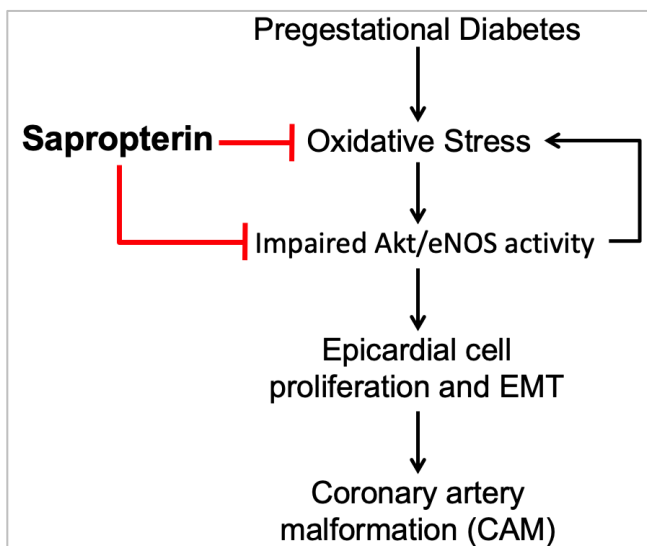 Pregestational Diabetes
Sapropterin
Oxidative Stress
Impaired Akt/eNOS activity
Epicardial cell
proliferation and EMT
Coronary artery
malformation (CAM)